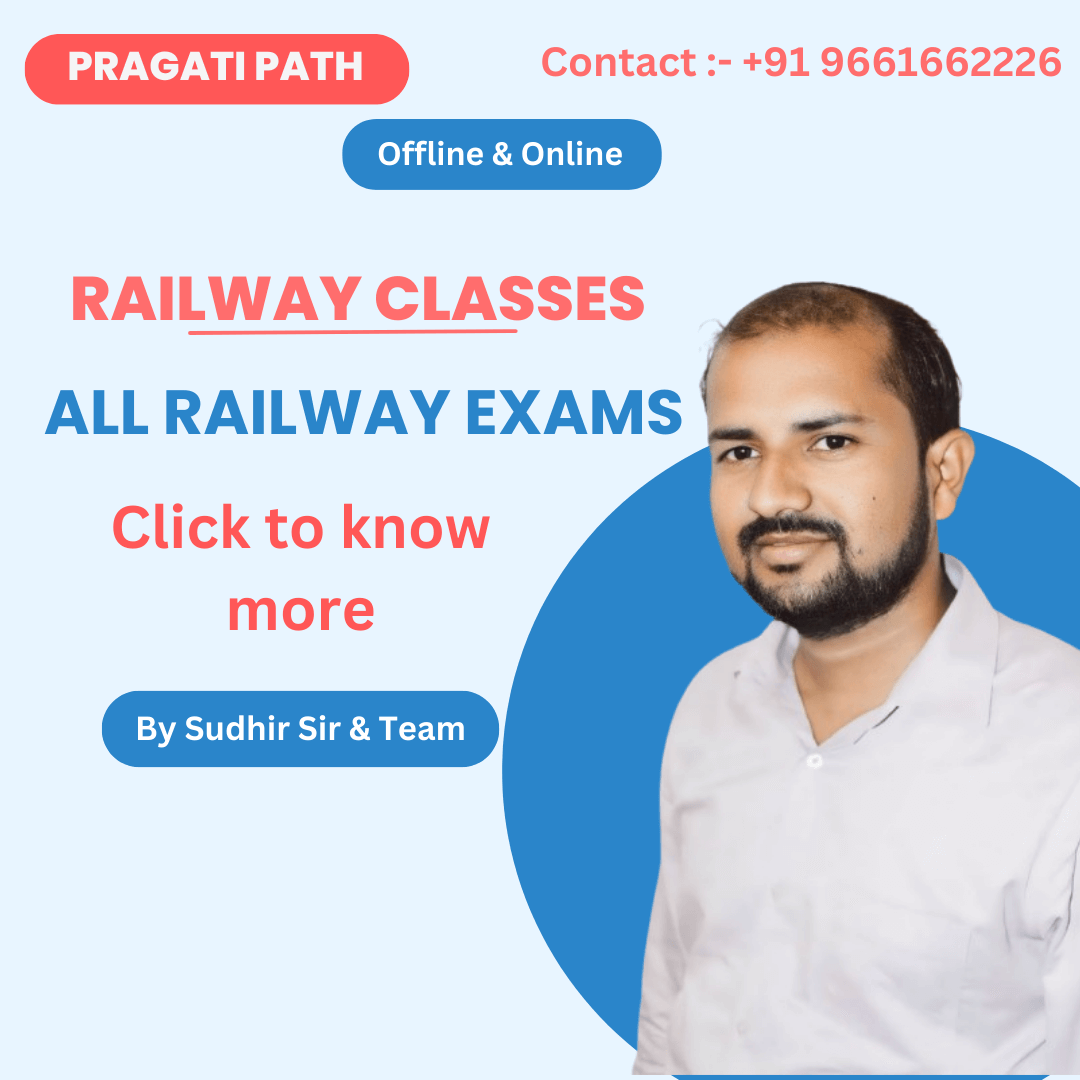 PRAGATI PATH
Contact :- +91 9661662226
Offline & Online
RAILWAY CLASSES
ALL RAILWAY EXAMS
Click to know
more
By Sudhir Sir & Team